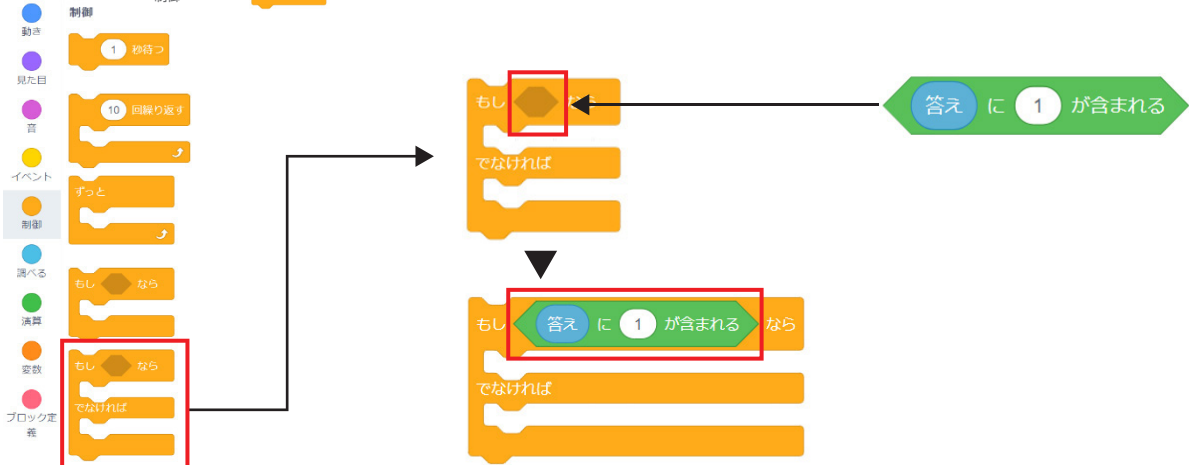 制御
制御
動き
見た目
音
イベント
制御
調べる
演算
変数
ブロック定
義
1 秒待つ
10 回繰り返す
ずっと
もし なら
もし なら
でなければ
もし なら
でなければ
答え に 1 が含まれる
もし 答え に 1 が含まれる なら
でなければ